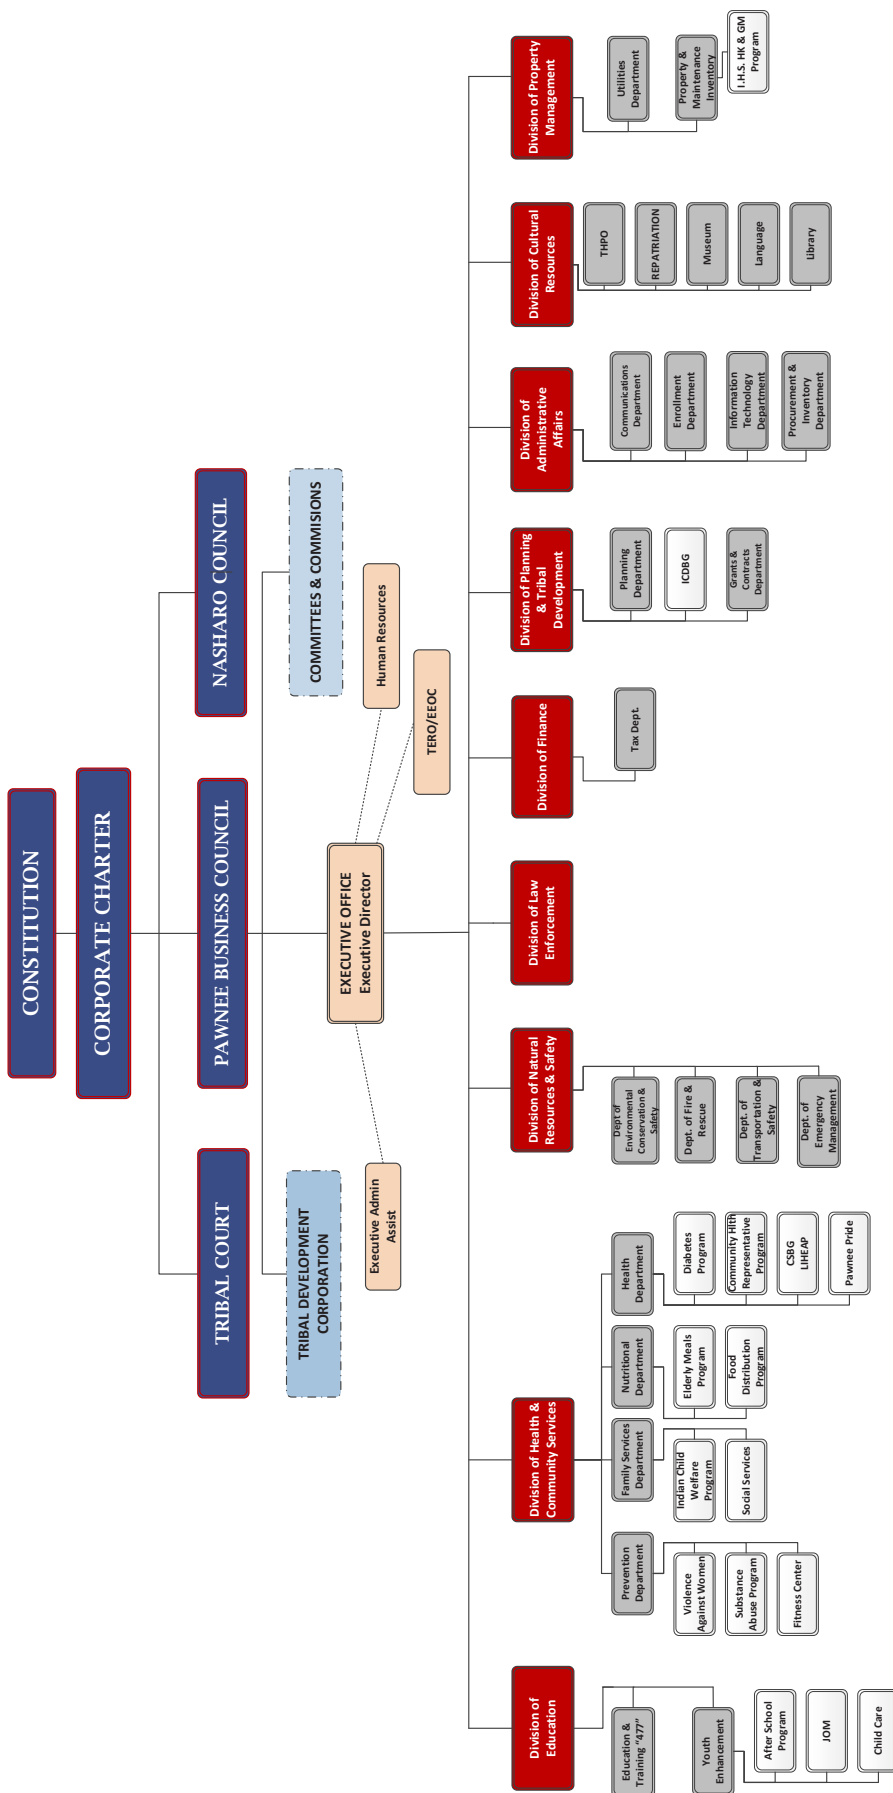 CONSTITUTION
CORPORATE CHARTER
TRIBAL COURT
PAWNEE BUSINESS COUNCIL
NASHARO COUNCIL
TRIBAL DEVELOPMENT
CORPORATION
COMMITTEES & COMMISIONS
EXECUTIVE OFFICE
Executive Director
Executive Admin
Assist
Human Resources
TERO/EEOC
Division of
Education
Education &
Training “477”
Youth
Enhancement
After School
Program
JOM
Child Care
Division of Health &
Community Services
Prevention
Department
Violence
Against Women
Substance
Abuse Program
Fitness Center
Family Services
Department
Indian Child
Welfare
Program
Social Services
Nutritional
Department
Elderly Meals
Program
Food
Distribution
Program
Health
Department
Diabetes
Program
Community Hlth
Representative
Program
CSBG
LIHEAP
Pawnee Pride
Division of Natural
Resources & Safety
Dept of
Environmental
Conservation &
Safety
Dept. of Fire &
Rescue
Dept. of
Transportation &
Safety
Dept. of
Emergency
Management
Division of Law
Enforcement
Division of Finance
Tax Dept.
Division of Planning
& Tribal
Development
Planning
Department
ICDBG
Grants &
Contracts
Department
Division of
Administrative
Affairs
Communications
Department
Enrollment
Department
Information
Technology
Department
Procurement &
Inventory
Department
Division of Cultural
Resources
THPO
REPATRIATION
Museum
Language
Library
Division of Property
Management
Utilities
Department
Property &
Maintenance
Inventory
I.H.S. HK & GM
Program